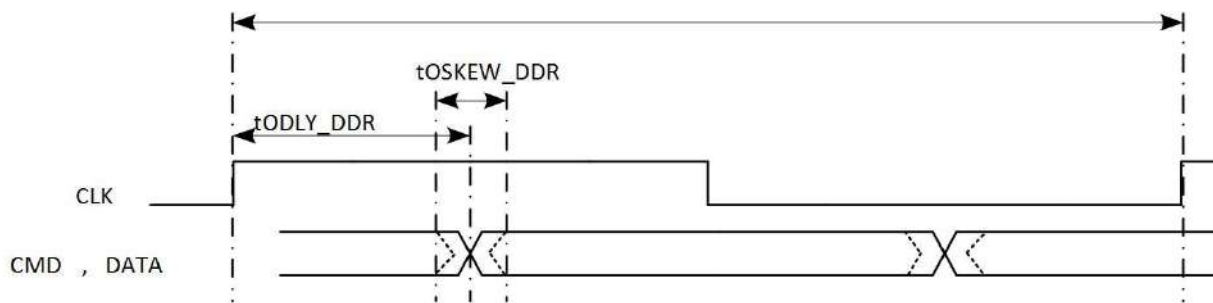 tOSKEW_DDR
tODLY_DDR
CLK
CMD , DATA